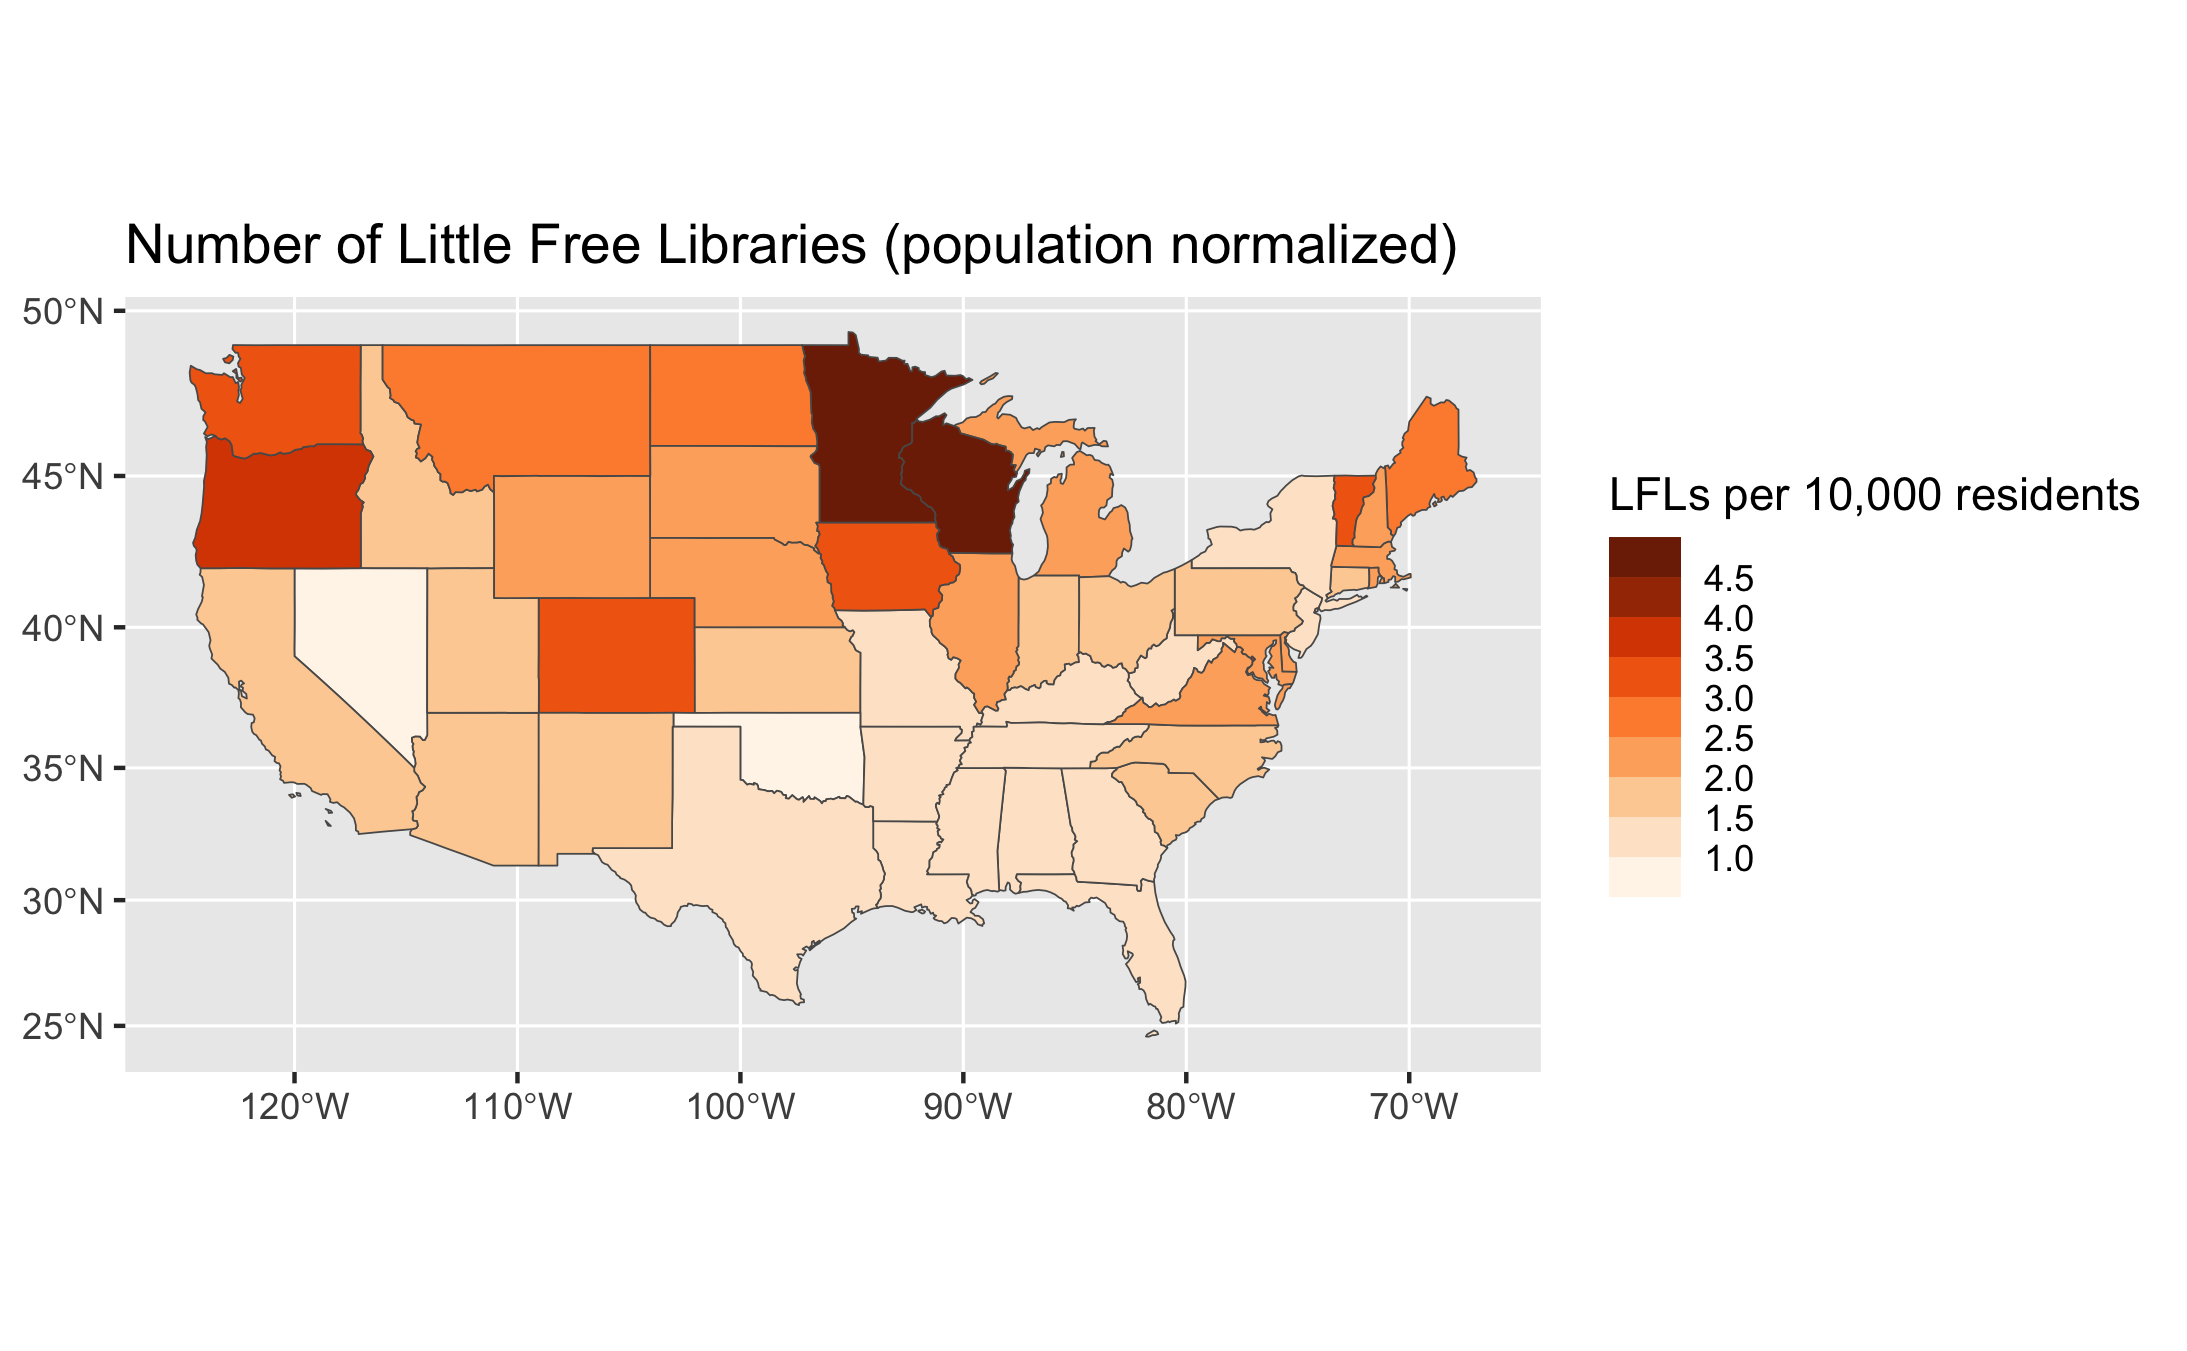 Number of Little Free Libraries (population normalized)
50°N
45°N
40°N
35°N
30°N
25°N
120°W
110°W
100°W
90°W
80°W
70°W
LFLs per 10,000 residents
4.5
4.0
3.5
3.0
2.5
2.0
1.5
1.0